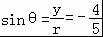 sin θ = y/r = - 4/5